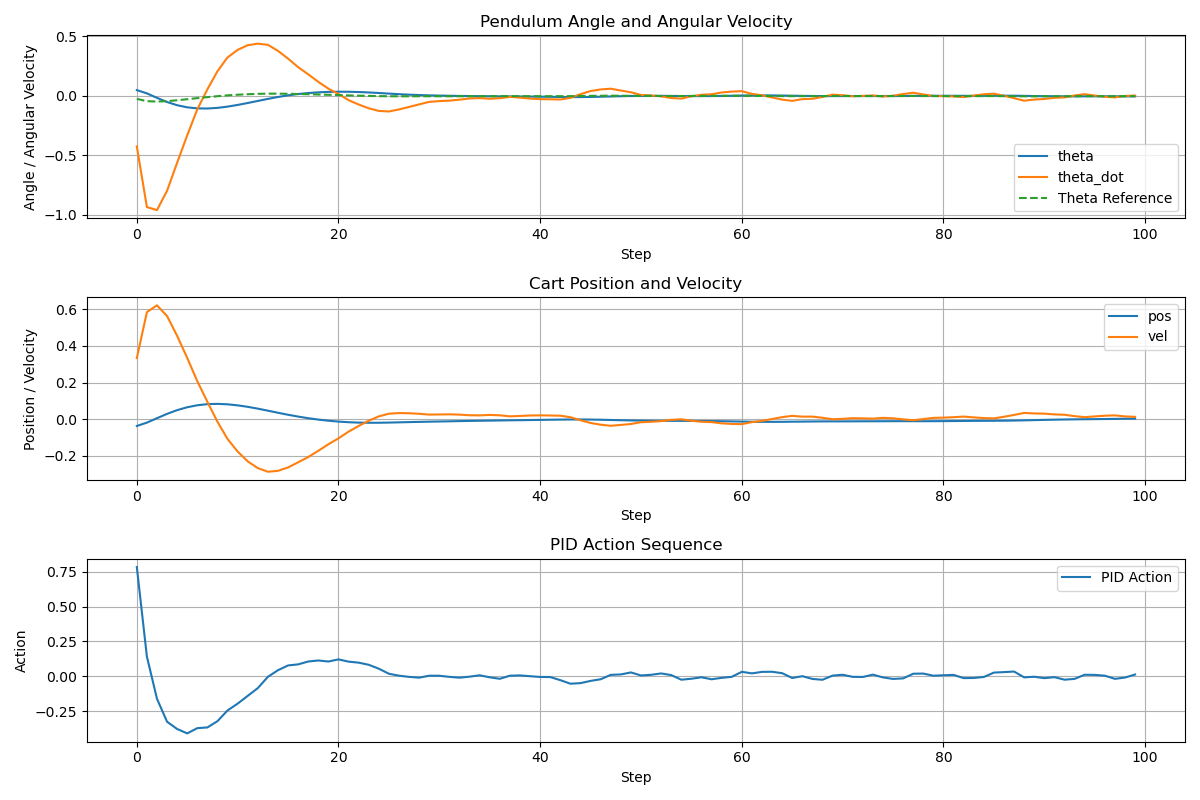 Pendulum Angle and Angular Velocity
Angle / Angular Velocity
0.5
0.0
−0.5
−1.0
theta
theta_dot
Theta Reference
0 20 40 60 80 100
Step
Cart Position and Velocity
Position / Velocity
0.6
0.4
0.2
0.0
−0.2
pos
vel
0 20 40 60 80 100
Step
PID Action Sequence
Action
0.75
0.50
0.25
0.00
−0.25
PID Action
0 20 40 60 80 100
Step